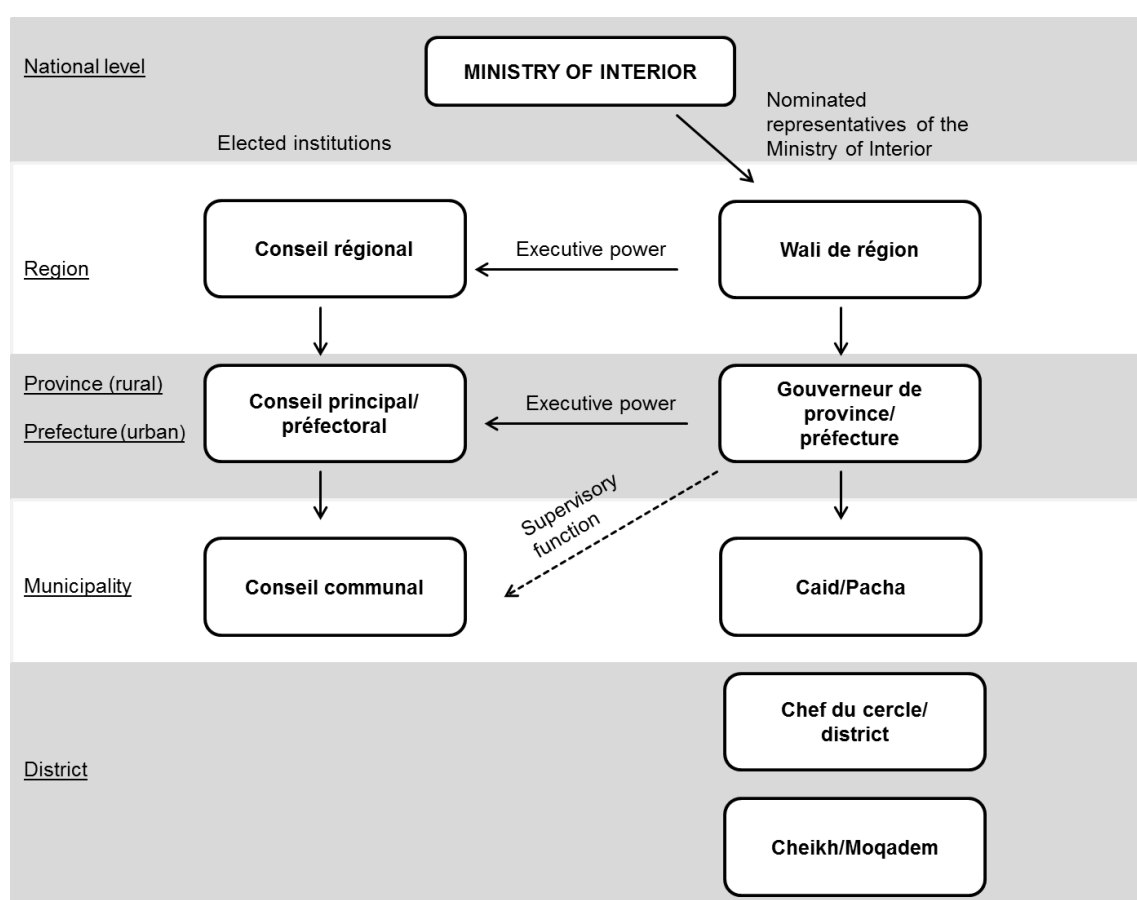 National level
MINISTRY OF INTERIOR
Nominated
representatives of the
Ministry of Interior
Elected institutions
Region
Conseil régional
Executive power
Wali de région
Province (rural)
Prefecture (urban)
Conseil principal/
préfectoral
Executive power
Gouverneur de
province/
préfecture
Supervisory
function
Municipality
Conseil communal
Caid/Pacha
District
Chef du cercle/
district
Cheikh/Moqadem